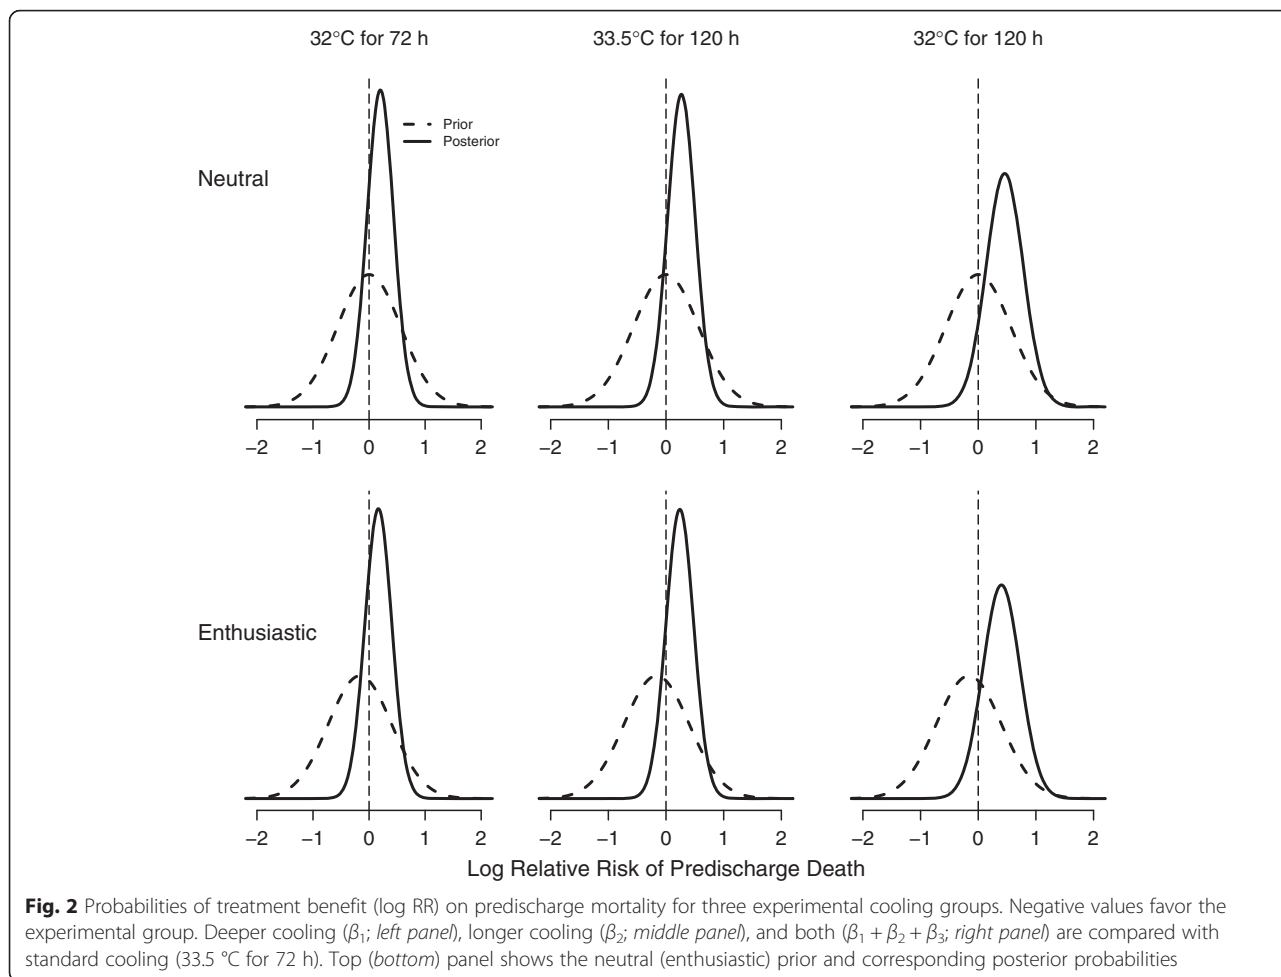 32°C for 72 h 33.5°C for 120 h 32°C for 120 h
Prior
Posterior
Neutral
−2 −1 0 1 2 −2 −1 0 1 2 −2 −1 0 1 2
Enthusiastic
−2 −1 0 1 2 −2 −1 0 1 2 −2 −1 0 1 2
Log Relative Risk of Predischarge Death
Fig. 2 Probabilities of treatment benefit (log RR) on predischarge mortality for three experimental cooling groups. Negative values favor the
experimental group. Deeper cooling (β₁; left panel), longer cooling (β₂; middle panel), and both (β₁ + β₂ + β₃; right panel) are compared with
standard cooling (33.5 °C for 72 h). Top (bottom) panel shows the neutral (enthusiastic) prior and corresponding posterior probabilities